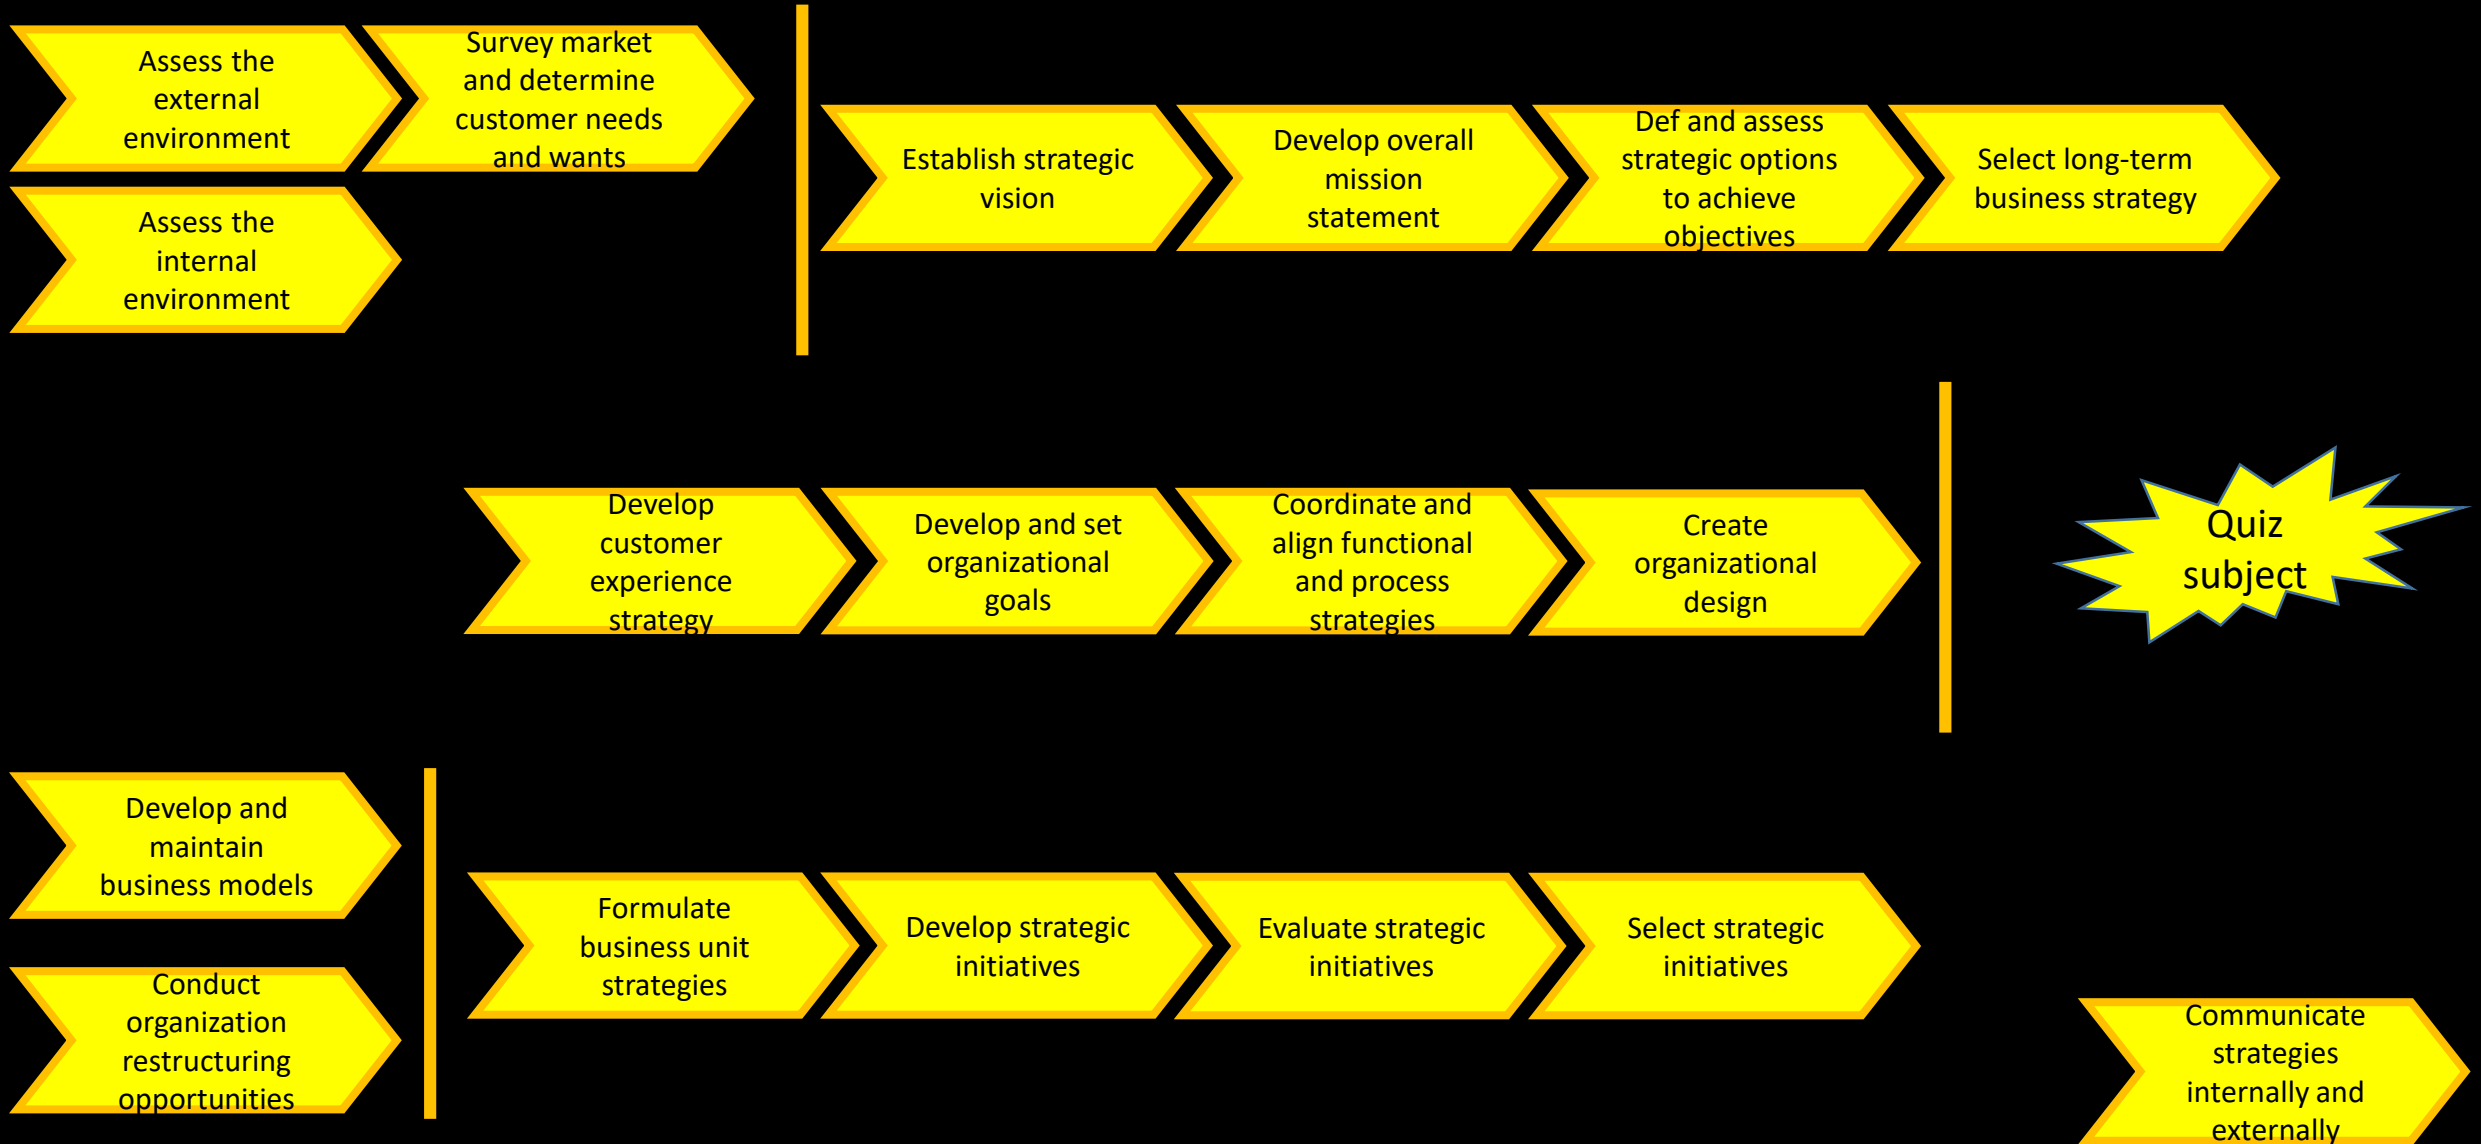 Assess the
external
environment
Survey market
and determine
customer needs
and wants
Assess the
internal
environment
Establish strategic
vision
Develop overall
mission
statement
Def and assess
strategic options
to achieve
objectives
Select long-term
business strategy
Develop
customer
experience
strategy
Develop and set
organizational
goals
Coordinate and
align functional
and process
strategies
Create
organizational
design
Quiz
subject
Develop and
maintain
business models
Conduct
organization
restructuring
opportunities
Formulate
business unit
strategies
Develop strategic
initiatives
Evaluate strategic
initiatives
Select strategic
initiatives
Communicate
strategies
internally and
externally